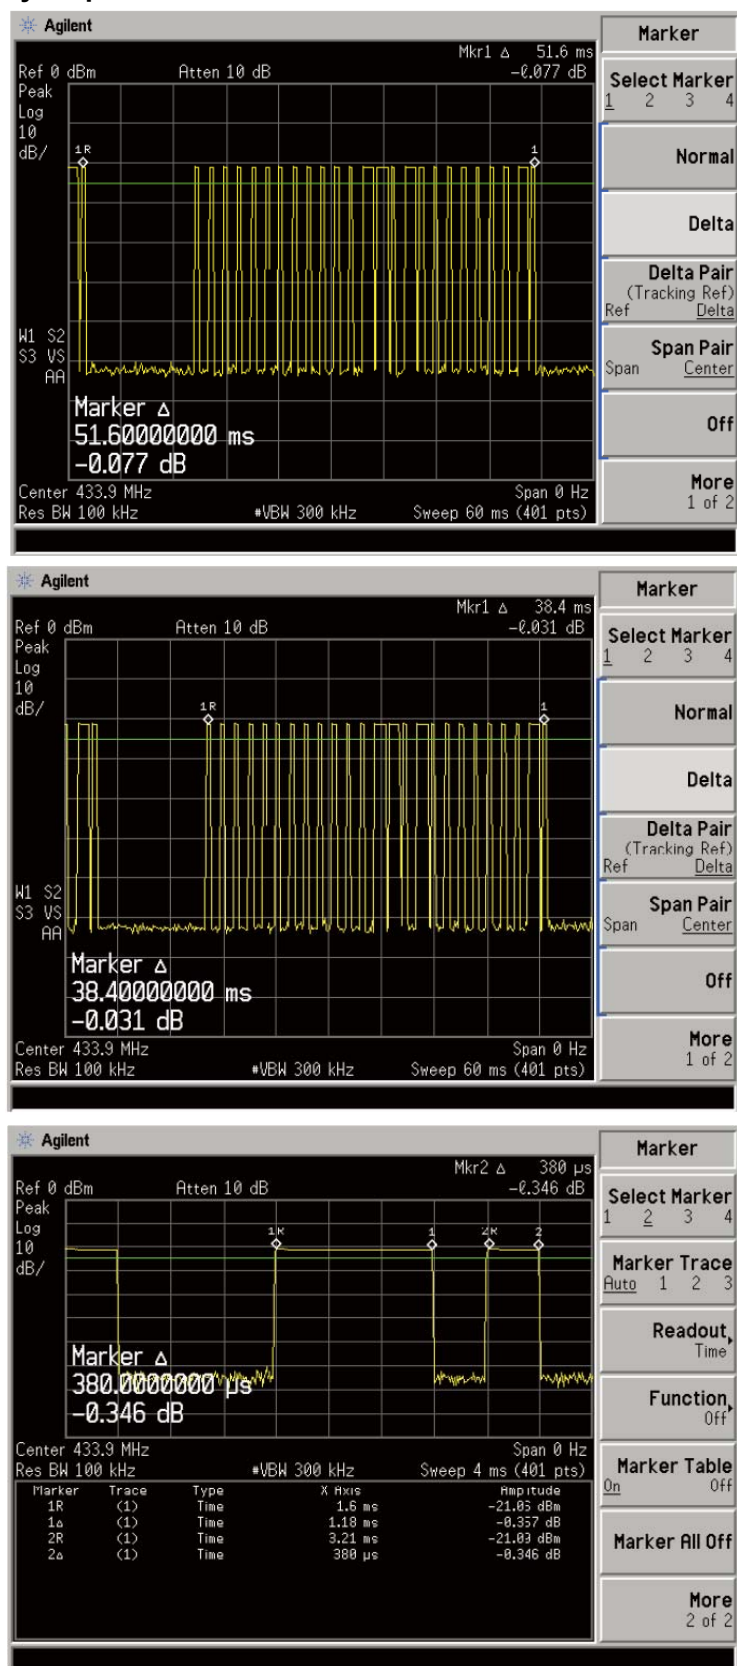 Agilent
Marker
Mkr1 Δ 51.6 ms
Ref 0 dBm Atten 10 dB -0.077 dB
Select Marker
1 2 3 4
Peak
Log
10
dB/
1R 1
Normal
Delta
Delta Pair
(Tracking Ref)
Ref Delta
W1 S2
S3 VS
AA
Span Pair
Span Center
Marker Δ
51.60000000 ms
-0.077 dB
Off
Center 433.9 MHz Span 0 Hz
Res BW 100 kHz #VBW 300 kHz Sweep 60 ms (401 pts)
More
1 of 2
Agilent
Marker
Mkr1 Δ 38.4 ms
Ref 0 dBm Atten 10 dB -0.031 dB
Select Marker
1 2 3 4
Peak
Log
10
dB/
1R 1
Normal
Delta
Delta Pair
(Tracking Ref)
Ref Delta
W1 S2
S3 VS
AA
Span Pair
Span Center
Marker Δ
38.40000000 ms
-0.031 dB
Off
Center 433.9 MHz Span 0 Hz
Res BW 100 kHz #VBW 300 kHz Sweep 60 ms (401 pts)
More
1 of 2
Agilent
Marker
Mkr2 Δ 380 µs
Ref 0 dBm Atten 10 dB -0.346 dB
Select Marker
1 2 3 4
Peak
Log
10
dB/
1R 1 2R 2
Marker Trace
Auto 1 2 3
Readout
Time
Marker Δ
380.0000000 µs
-0.346 dB
Function
Off
Center 433.9 MHz Span 0 Hz
Res BW 100 kHz #VBW 300 kHz Sweep 4 ms (401 pts)
Marker Table
On Off
Marker Trace Type X Axis Amplitude
1R (1) Time 1.6 ms -21.05 dBm
1Δ (1) Time 1.18 ms -0.357 dB
2R (1) Time 3.21 ms -21.03 dBm
2Δ (1) Time 380 µs -0.346 dB
Marker All Off
More
2 of 2